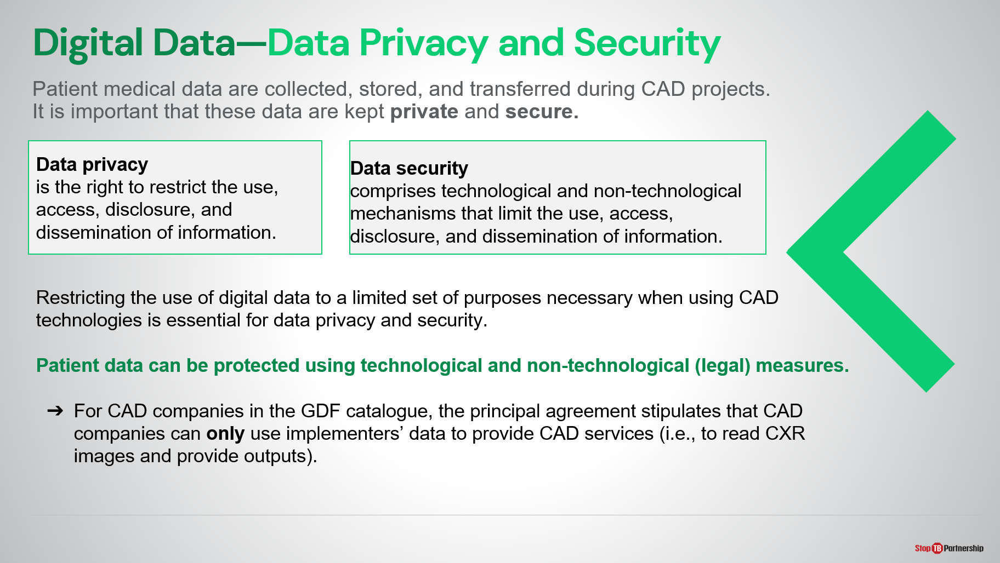 Digital Data—Data Privacy and Security
Patient medical data are collected, stored, and transferred during CAD projects.
It is important that these data are kept private and secure.
Data privacy
is the right to restrict the use,
access, disclosure, and
dissemination of information.
Data security
comprises technological and non-technological
mechanisms that limit the use, access,
disclosure, and dissemination of information.
Restricting the use of digital data to a limited set of purposes necessary when using CAD
technologies is essential for data privacy and security.
Patient data can be protected using technological and non-technological (legal) measures.
➔ For CAD companies in the GDF catalogue, the principal agreement stipulates that CAD
companies can only use implementers’ data to provide CAD services (i.e., to read CXR
images and provide outputs).
Stop TB Partnership